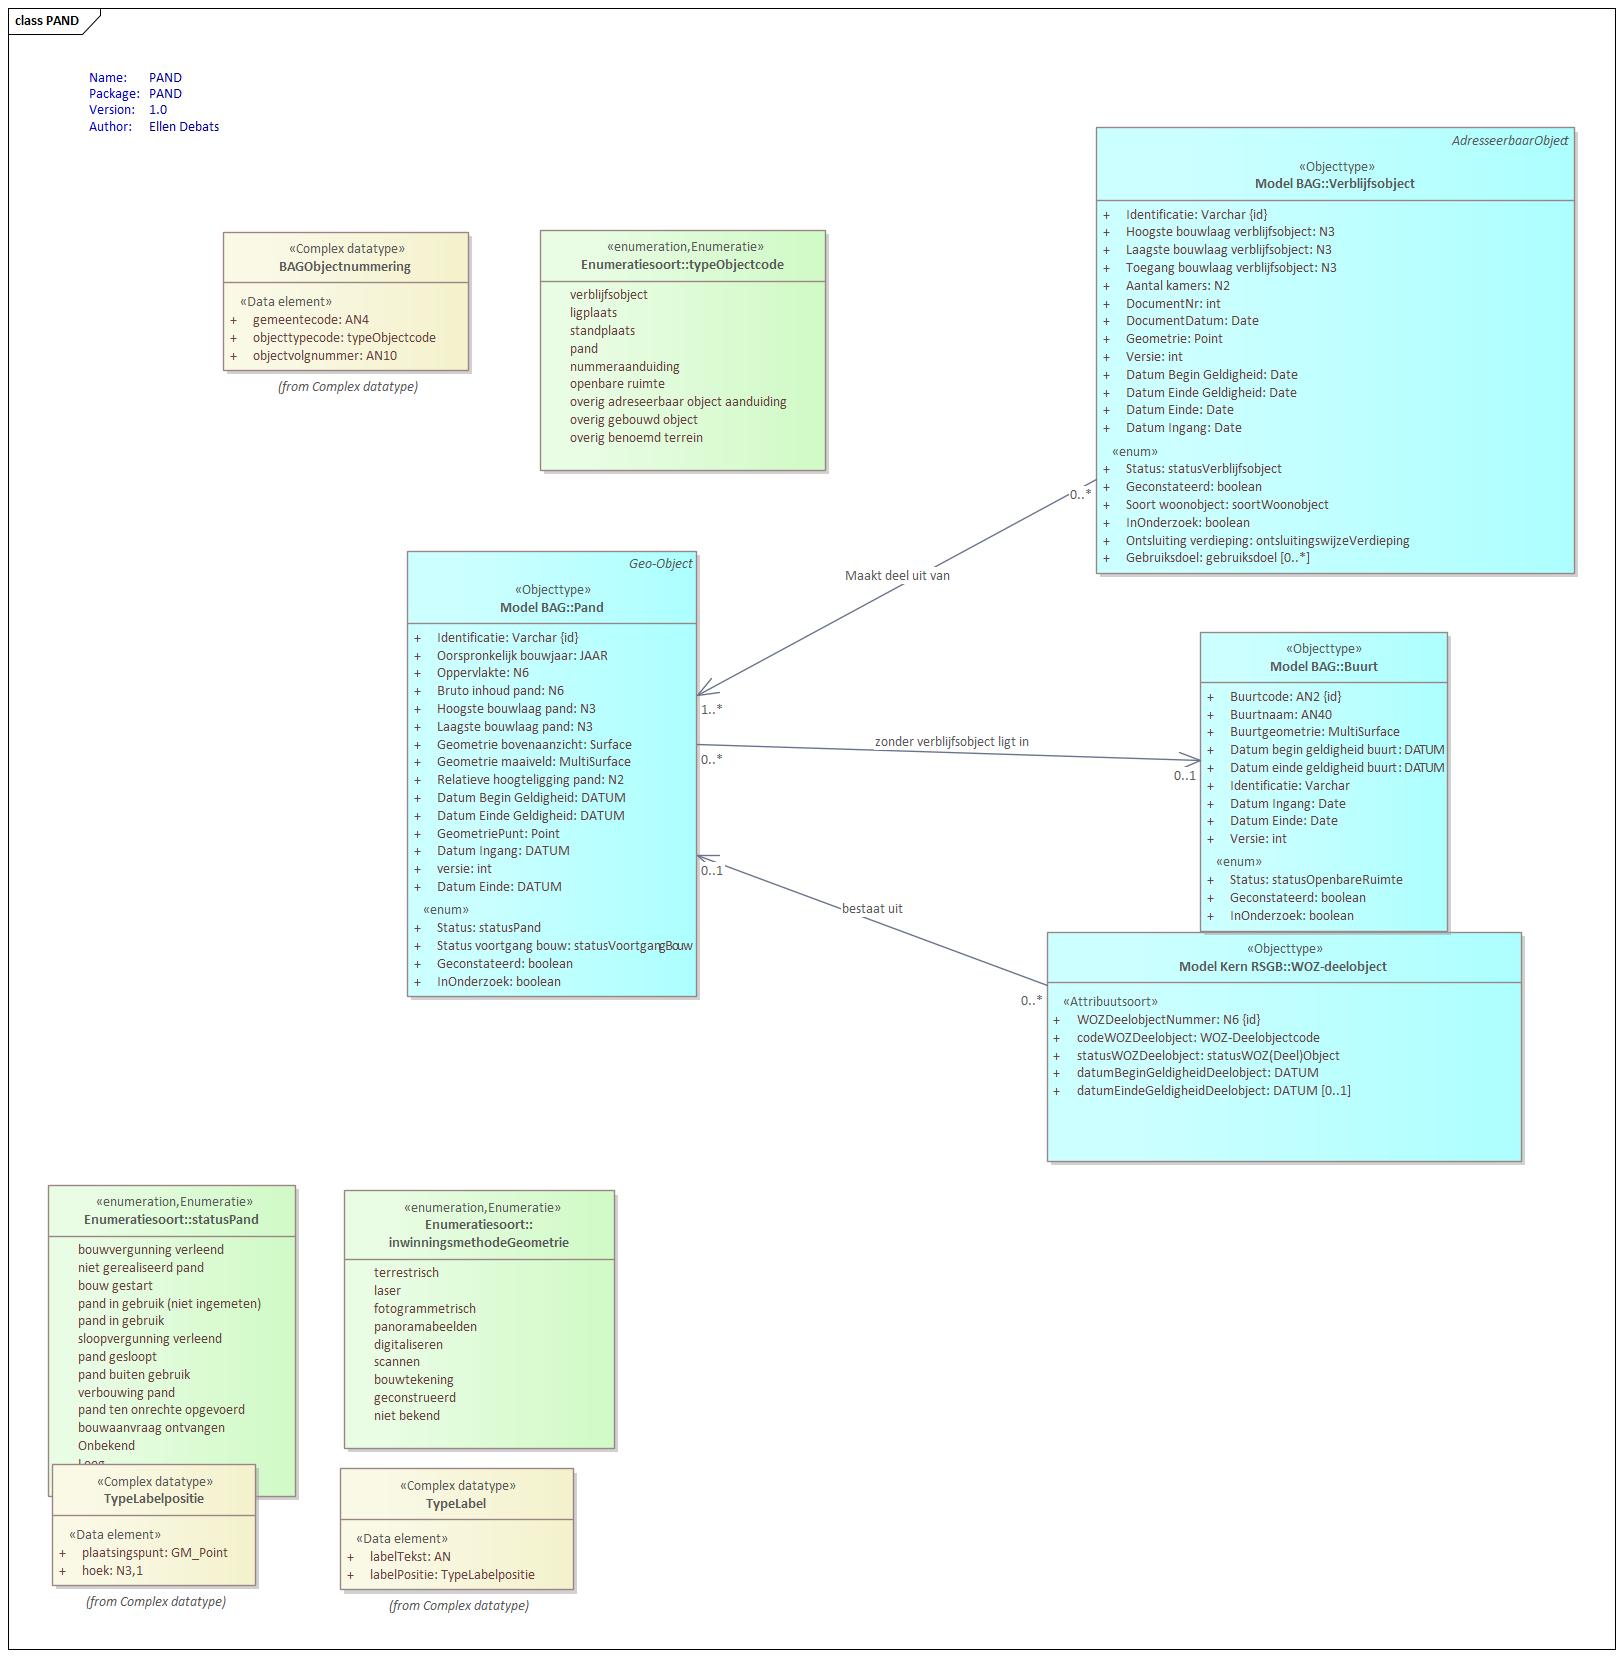 class PAND
Name: PAND
Package: PAND
Version: 1.0
Author: Ellen Debats
«Complex datatype»
BAGObjectnummering
«Data element»
+ gemeentecode: AN4
+ objecttypecode: typeObjectcode
+ objectvolgnummer: AN10
(from Complex datatype)
«enumeration,Enumeratie»
Enumeratiesoort::typeObjectcode
verblijfsobject
ligplaats
standplaats
pand
nummeraanduiding
openbare ruimte
overig adreseerbaar object aanduiding
overig gebouwd object
overig benoemd terrein
AdresseerbaarObject
«Objecttype»
Model BAG::Verblijfsobject
+ Identificatie: Varchar {id}
+ Hoogste bouwlaag verblijfsobject: N3
+ Laagste bouwlaag verblijfsobject: N3
+ Toegang bouwlaag verblijfsobject: N3
+ Aantal kamers: N2
+ DocumentNr: int
+ DocumentDatum: Date
+ Geometrie: Point
+ Versie: int
+ Datum Begin Geldigheid: Date
+ Datum Einde Geldigheid: Date
+ Datum Einde: Date
+ Datum Ingang: Date
«enum»
+ Status: statusVerblijfsobject
+ Geconstateerd: boolean
+ Soort woonobject: soortWoonobject
+ InOnderzoek: boolean
+ Ontsluiting verdieping: ontsluitingswijzeVerdieping
+ Gebruiksdoel: gebruiksdoel [0..*]
0..*
Maakt deel uit van
1..*
Geo-Object
«Objecttype»
Model BAG::Pand
+ Identificatie: Varchar {id}
+ Oorspronkelijk bouwjaar: JAAR
+ Oppervlakte: N6
+ Bruto inhoud pand: N6
+ Hoogste bouwlaag pand: N3
+ Laagste bouwlaag pand: N3
+ Geometrie bovenaanzicht: Surface
+ Geometrie maaiveld: MultiSurface
+ Relatieve hoogteligging pand: N2
+ Datum Begin Geldigheid: DATUM
+ Datum Einde Geldigheid: DATUM
+ GeometriePunt: Point
+ Datum Ingang: DATUM
+ versie: int
+ Datum Einde: DATUM
«enum»
+ Status: statusPand
+ Status voortgang bouw: statusVoortgangBouw
+ Geconstateerd: boolean
+ InOnderzoek: boolean
0..*
zonder verblijfsobject ligt in
0..1
«Objecttype»
Model BAG::Buurt
+ Buurtcode: AN2 {id}
+ Buurtnaam: AN40
+ Buurtgeometrie: MultiSurface
+ Datum begin geldigheid buurt: DATUM
+ Datum einde geldigheid buurt: DATUM
+ Identificatie: Varchar
+ Datum Ingang: Date
+ Datum Einde: Date
+ Versie: int
«enum»
+ Status: statusOpenbareRuimte
+ Geconstateerd: boolean
+ InOnderzoek: boolean
0..1
bestaat uit
0..*
«Objecttype»
Model Kern RSGB::WOZ-deelobject
«Attribuutsoort»
+ WOZDeelobjectNummer: N6 {id}
+ codeWOZDeelobject: WOZ-Deelobjectcode
+ statusWOZDeelobject: statusWOZ(Deel)Object
+ datumBeginGeldigheidDeelobject: DATUM
+ datumEindeGeldigheidDeelobject: DATUM [0..1]
«enumeration,Enumeratie»
Enumeratiesoort::statusPand
bouwvergunning verleend
niet gerealiseerd pand
bouw gestart
pand in gebruik (niet ingemeten)
pand in gebruik
sloopvergunning verleend
pand gesloopt
pand buiten gebruik
verbouwing pand
pand ten onrechte opgevoerd
bouwaanvraag ontvangen
Onbekend
«enumeration,Enumeratie»
Enumeratiesoort::
inwinningsmethodeGeometrie
terrestrisch
laser
fotogrammetrisch
panoramabeelden
digitaliseren
scannen
bouwtekening
geconstrueerd
niet bekend
«Complex datatype»
TypeLabelpositie
«Data element»
+ plaatsingspunt: GM_Point
+ hoek: N3,1
(from Complex datatype)
«Complex datatype»
TypeLabel
«Data element»
+ labelTekst: AN
+ labelPositie: TypeLabelpositie
(from Complex datatype)